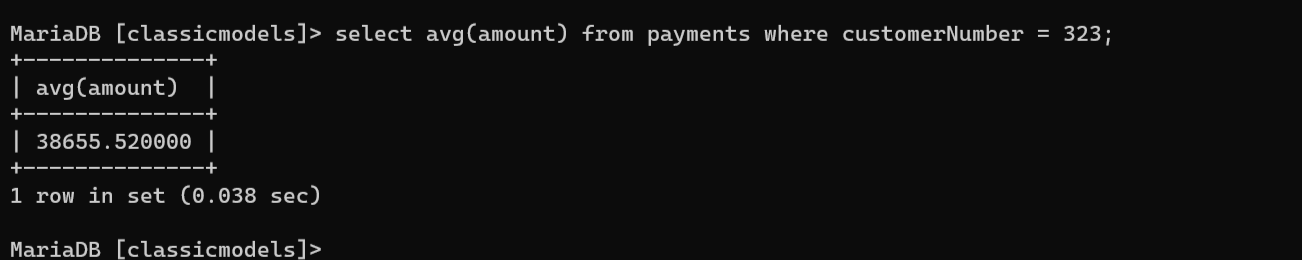 MariaDB [classicmodels]> select avg(amount) from payments where customerNumber = 323;
+--------------+
| avg(amount)  |
+--------------+
| 38655.520000 |
+--------------+
1 row in set (0.038 sec)
MariaDB [classicmodels]>